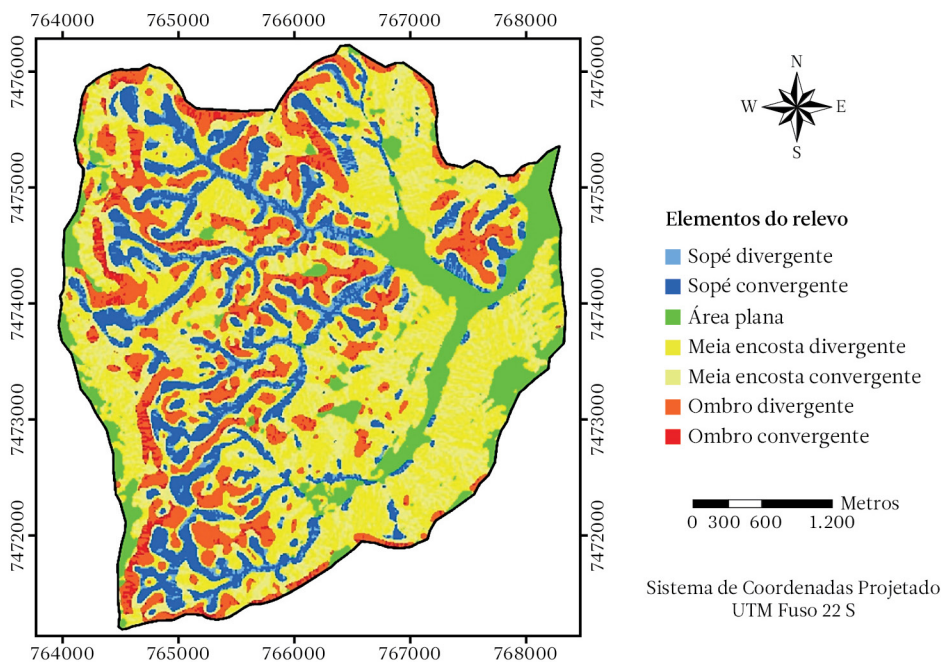 764000 765000 766000 767000 768000
7476000 7476000
7475000 7475000
7474000 7474000
7473000 7473000
7472000 7472000
764000 765000 766000 767000 768000
N
W E
S
Elementos do relevo
Sopé divergente
Sopé convergente
Área plana
Meia encosta divergente
Meia encosta convergente
Ombro divergente
Ombro convergente
Metros
0 300 600 1.200
Sistema de Coordenadas Projetado
UTM Fuso 22 S